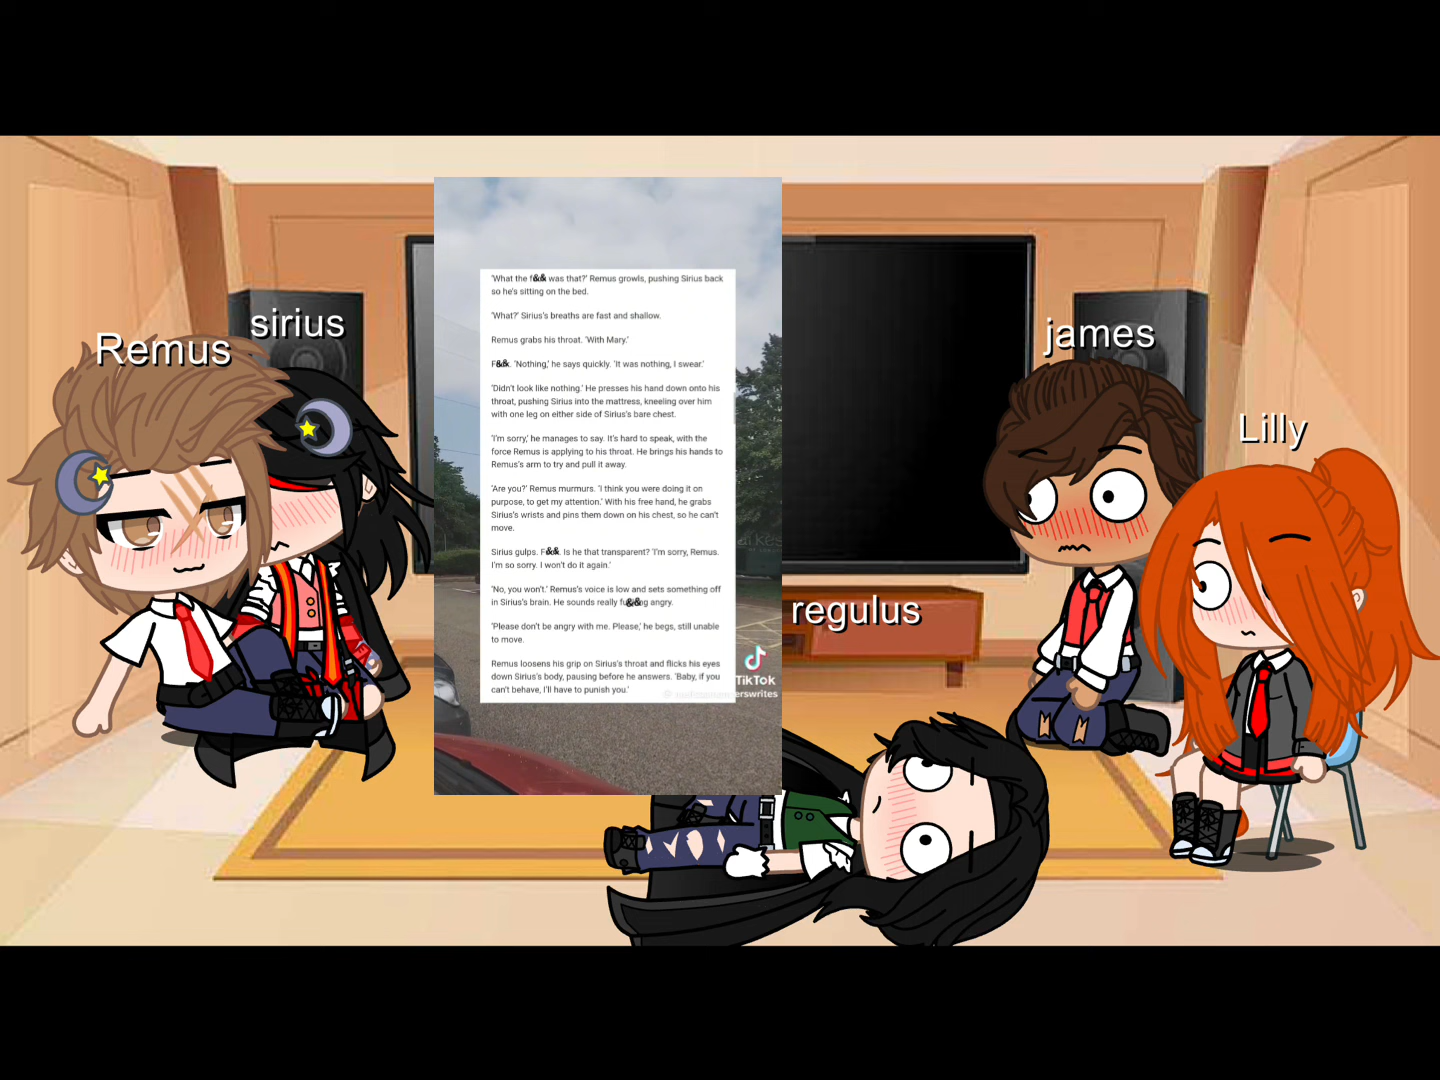 Remus
sirius
james
Lilly
regulus
'What the f&& was that?' Remus growls, pushing Sirius back
so he's sitting on the bed.
'What?' Sirius's breaths are fast and shallow.
Remus grabs his throat. 'With Mary.'
F&&. 'Nothing,' he says quickly. 'It was nothing, I swear.'
'Didn't look like nothing.' He presses his hand down onto his
throat, pushing Sirius into the mattress, kneeling over him
with one leg on either side of Sirius's bare chest.
'I'm sorry,' he manages to say. It's hard to speak, with the
force Remus is applying to his throat. He brings his hands to
Remus's arm to try and pull it away.
'Are you?' Remus murmurs. 'I think you were doing it on
purpose, to get my attention.' With his free hand, he grabs
Sirius's wrists and pins them down on his chest, so he can't
move.
Sirius gulps. F&&. Is he that transparent? 'I'm sorry, Remus.
I'm so sorry. I won't do it again.'
'No, you won't.' Remus's voice is low and sets something off
in Sirius's brain. He sounds really fu&&ng angry.
'Please don't be angry with me. Please,' he begs, still unable
to move.
Remus loosens his grip on Sirius's throat and flicks his eyes
down Sirius's body, pausing before he answers. 'Baby, if you
can't behave, I'll have to punish you.'
TikTok